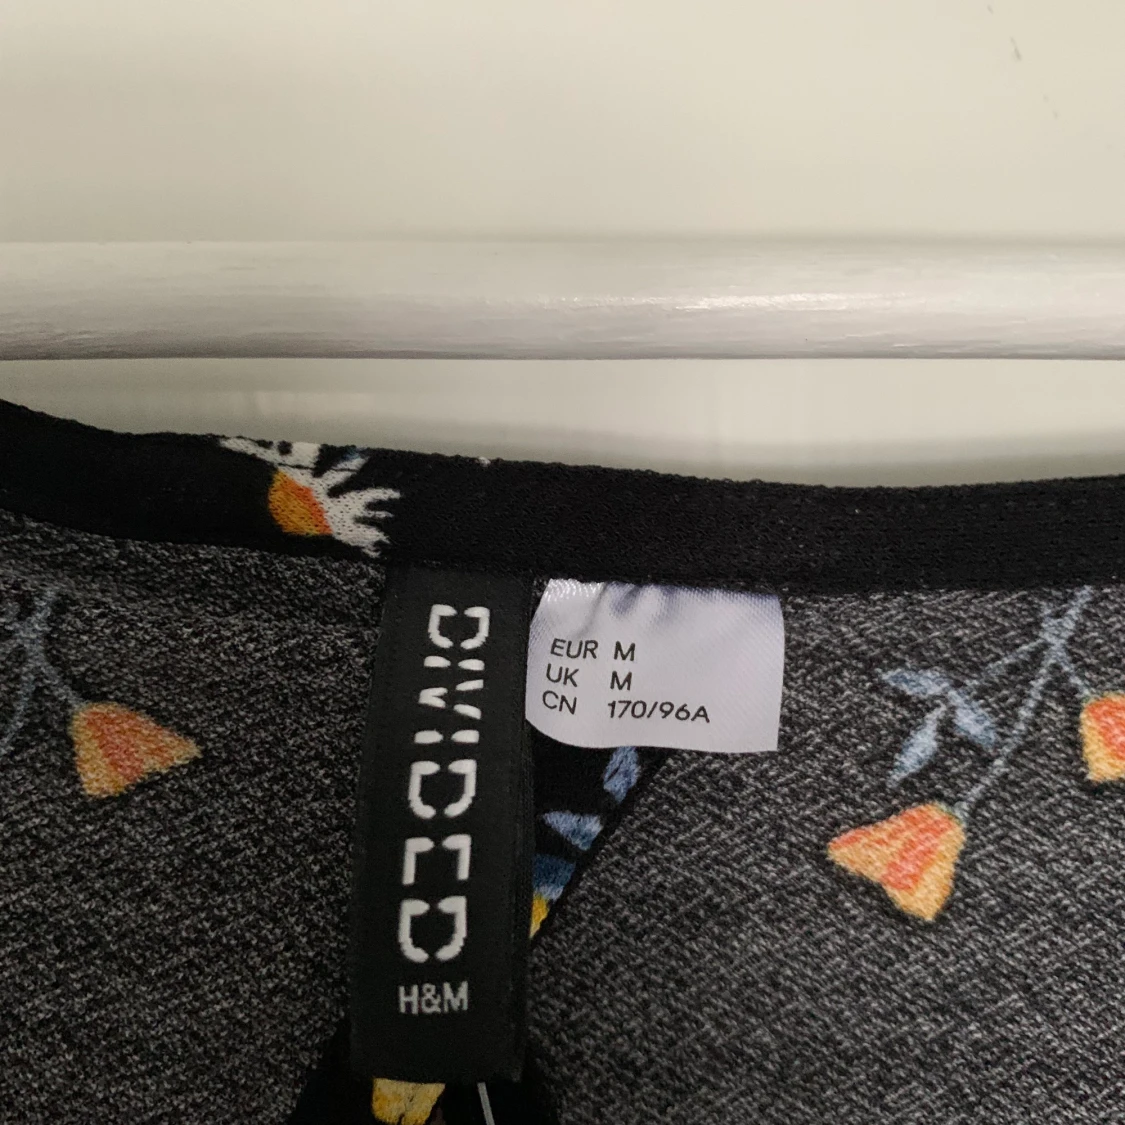 DIVIDED
H&M
EUR M
UK M
CN 170/96A